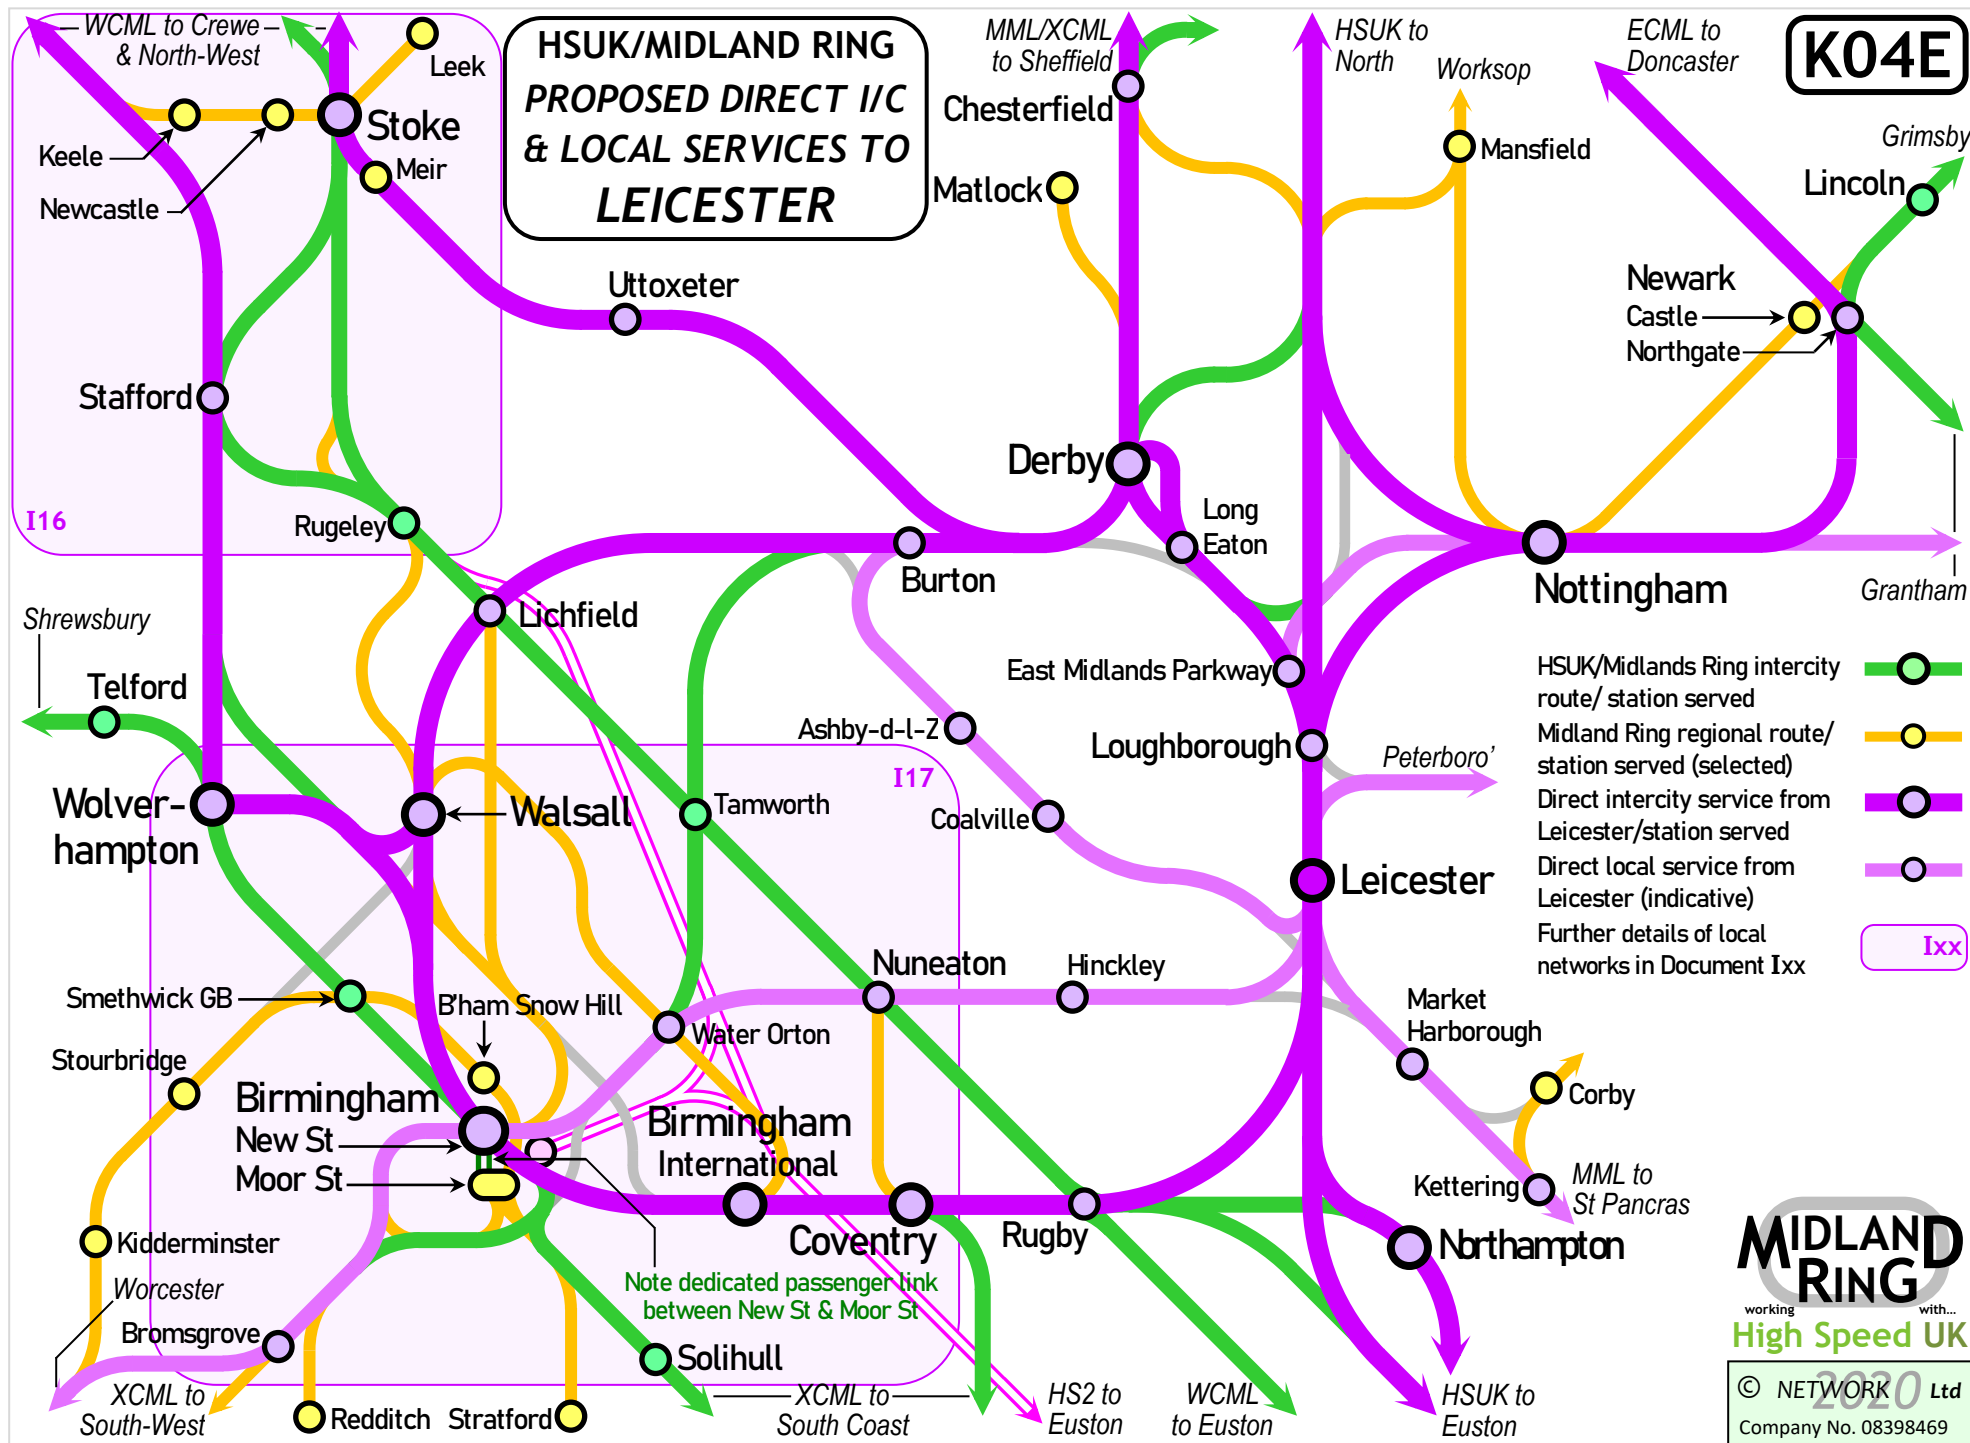 WCML to Crewe
& North-West
Leek
HSUK/MIDLAND RING
PROPOSED DIRECT I/C
& LOCAL SERVICES TO
LEICESTER
MML/XCML
to Sheffield
HSUK to
North
Worksop
ECML to
Doncaster
K04E
Chesterfield
Stoke
Keele
Meir
Newcastle
Matlock
Mansfield
Grimsby
Lincoln
Uttoxeter
Newark
Castle
Northgate
Stafford
Derby
Long
Eaton
I16
Rugeley
Burton
Nottingham
Grantham
Shrewsbury
Lichfield
Telford
East Midlands Parkway
Ashby-d-l-Z
Loughborough
Peterboro'
HSUK/Midlands Ring intercity
route/ station served
Midland Ring regional route/
station served (selected)
Direct intercity service from
Leicester/station served
Direct local service from
Leicester (indicative)
Further details of local
networks in Document Ixx
Ixx
I17
Wolver-
hampton
Walsall
Tamworth
Coalville
Leicester
Nuneaton
Hinckley
Smethwick GB
B'ham Snow Hill
Water Orton
Market
Harborough
Stourbridge
Corby
Birmingham
New St
Moor St
Birmingham
International
Kettering
MML to
St Pancras
Coventry
Rugby
Northampton
Kidderminster
Worcester
Note dedicated passenger link
between New St & Moor St
Bromsgrove
Solihull
XCML to
South-West
Redditch
Stratford
XCML to
South Coast
HS2 to
Euston
WCML
to Euston
HSUK to
Euston
MIDLAND
RING
working with...
High Speed UK
© NETWORK 2020 Ltd
Company No. 08398469